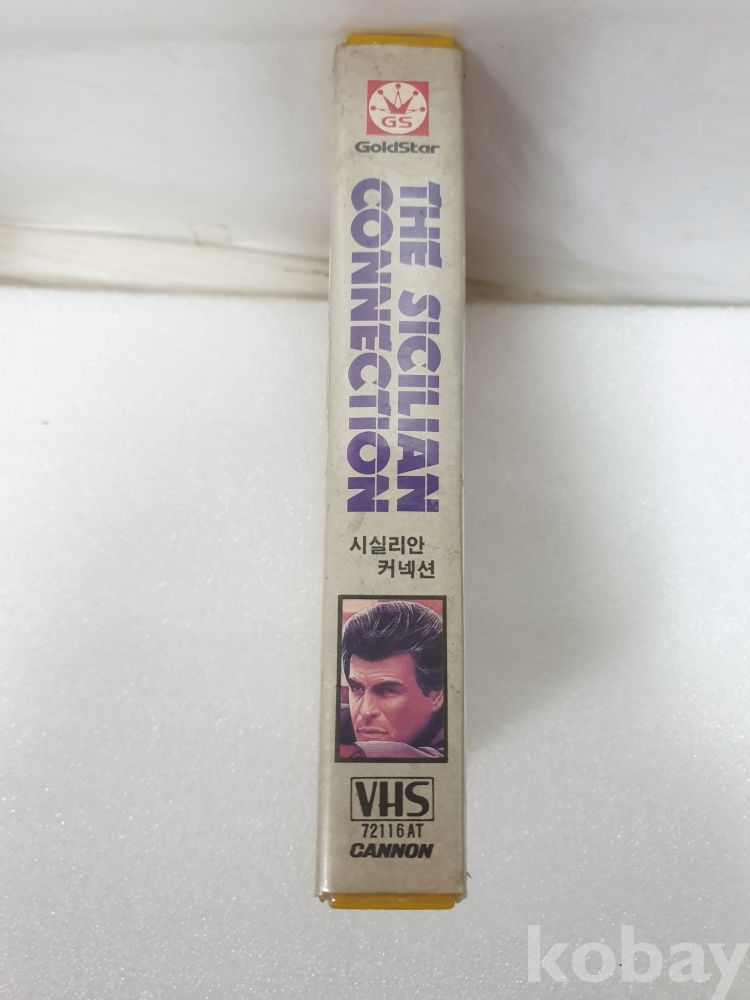 GS
GoldStar
THE SICILIAN
CONNECTION
시실리안
커넥션
VHS
72116AT
CANNON
kobay